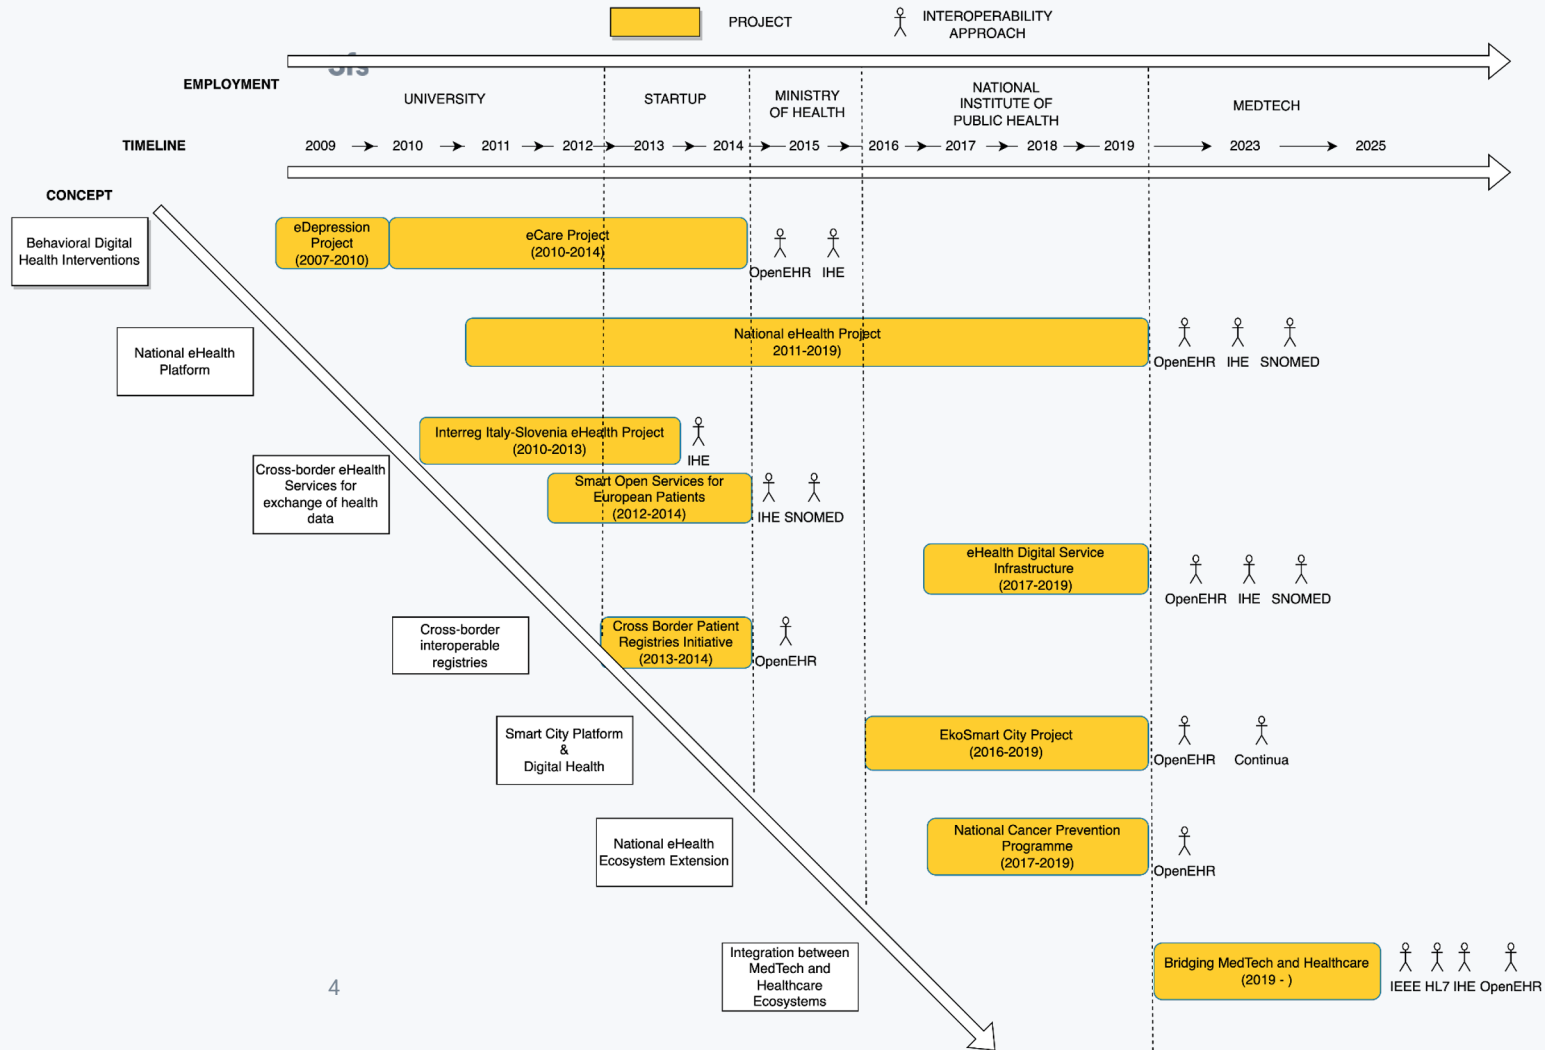 PROJECT
INTEROPERABILITY
APPROACH
3fs
EMPLOYMENT
UNIVERSITY
STARTUP
MINISTRY
OF HEALTH
NATIONAL
INSTITUTE OF
PUBLIC HEALTH
MEDTECH
TIMELINE
2009 2010 2011 2012 2013 2014 2015 2016 2017 2018 2019 2023 2025
CONCEPT
Behavioral Digital
Health Interventions
eDepression
Project
(2007-2010)
eCare Project
(2010-2014)
OpenEHR IHE
National eHealth
Platform
National eHealth Project
2011-2019)
OpenEHR IHE SNOMED
Interreg Italy-Slovenia eHealth Project
(2010-2013)
IHE
Cross-border eHealth
Services for
exchange of health
data
Smart Open Services for
European Patients
(2012-2014)
IHE SNOMED
eHealth Digital Service
Infrastructure
(2017-2019)
OpenEHR IHE SNOMED
Cross-border
interoperable
registries
Cross Border Patient
Registries Initiative
(2013-2014)
OpenEHR
Smart City Platform
&
Digital Health
EkoSmart City Project
(2016-2019)
OpenEHR Continua
National eHealth
Ecosystem Extension
National Cancer Prevention
Programme
(2017-2019)
OpenEHR
Integration between
MedTech and
Healthcare
Ecosystems
Bridging MedTech and Healthcare
(2019 - )
IEEE HL7 IHE OpenEHR
4